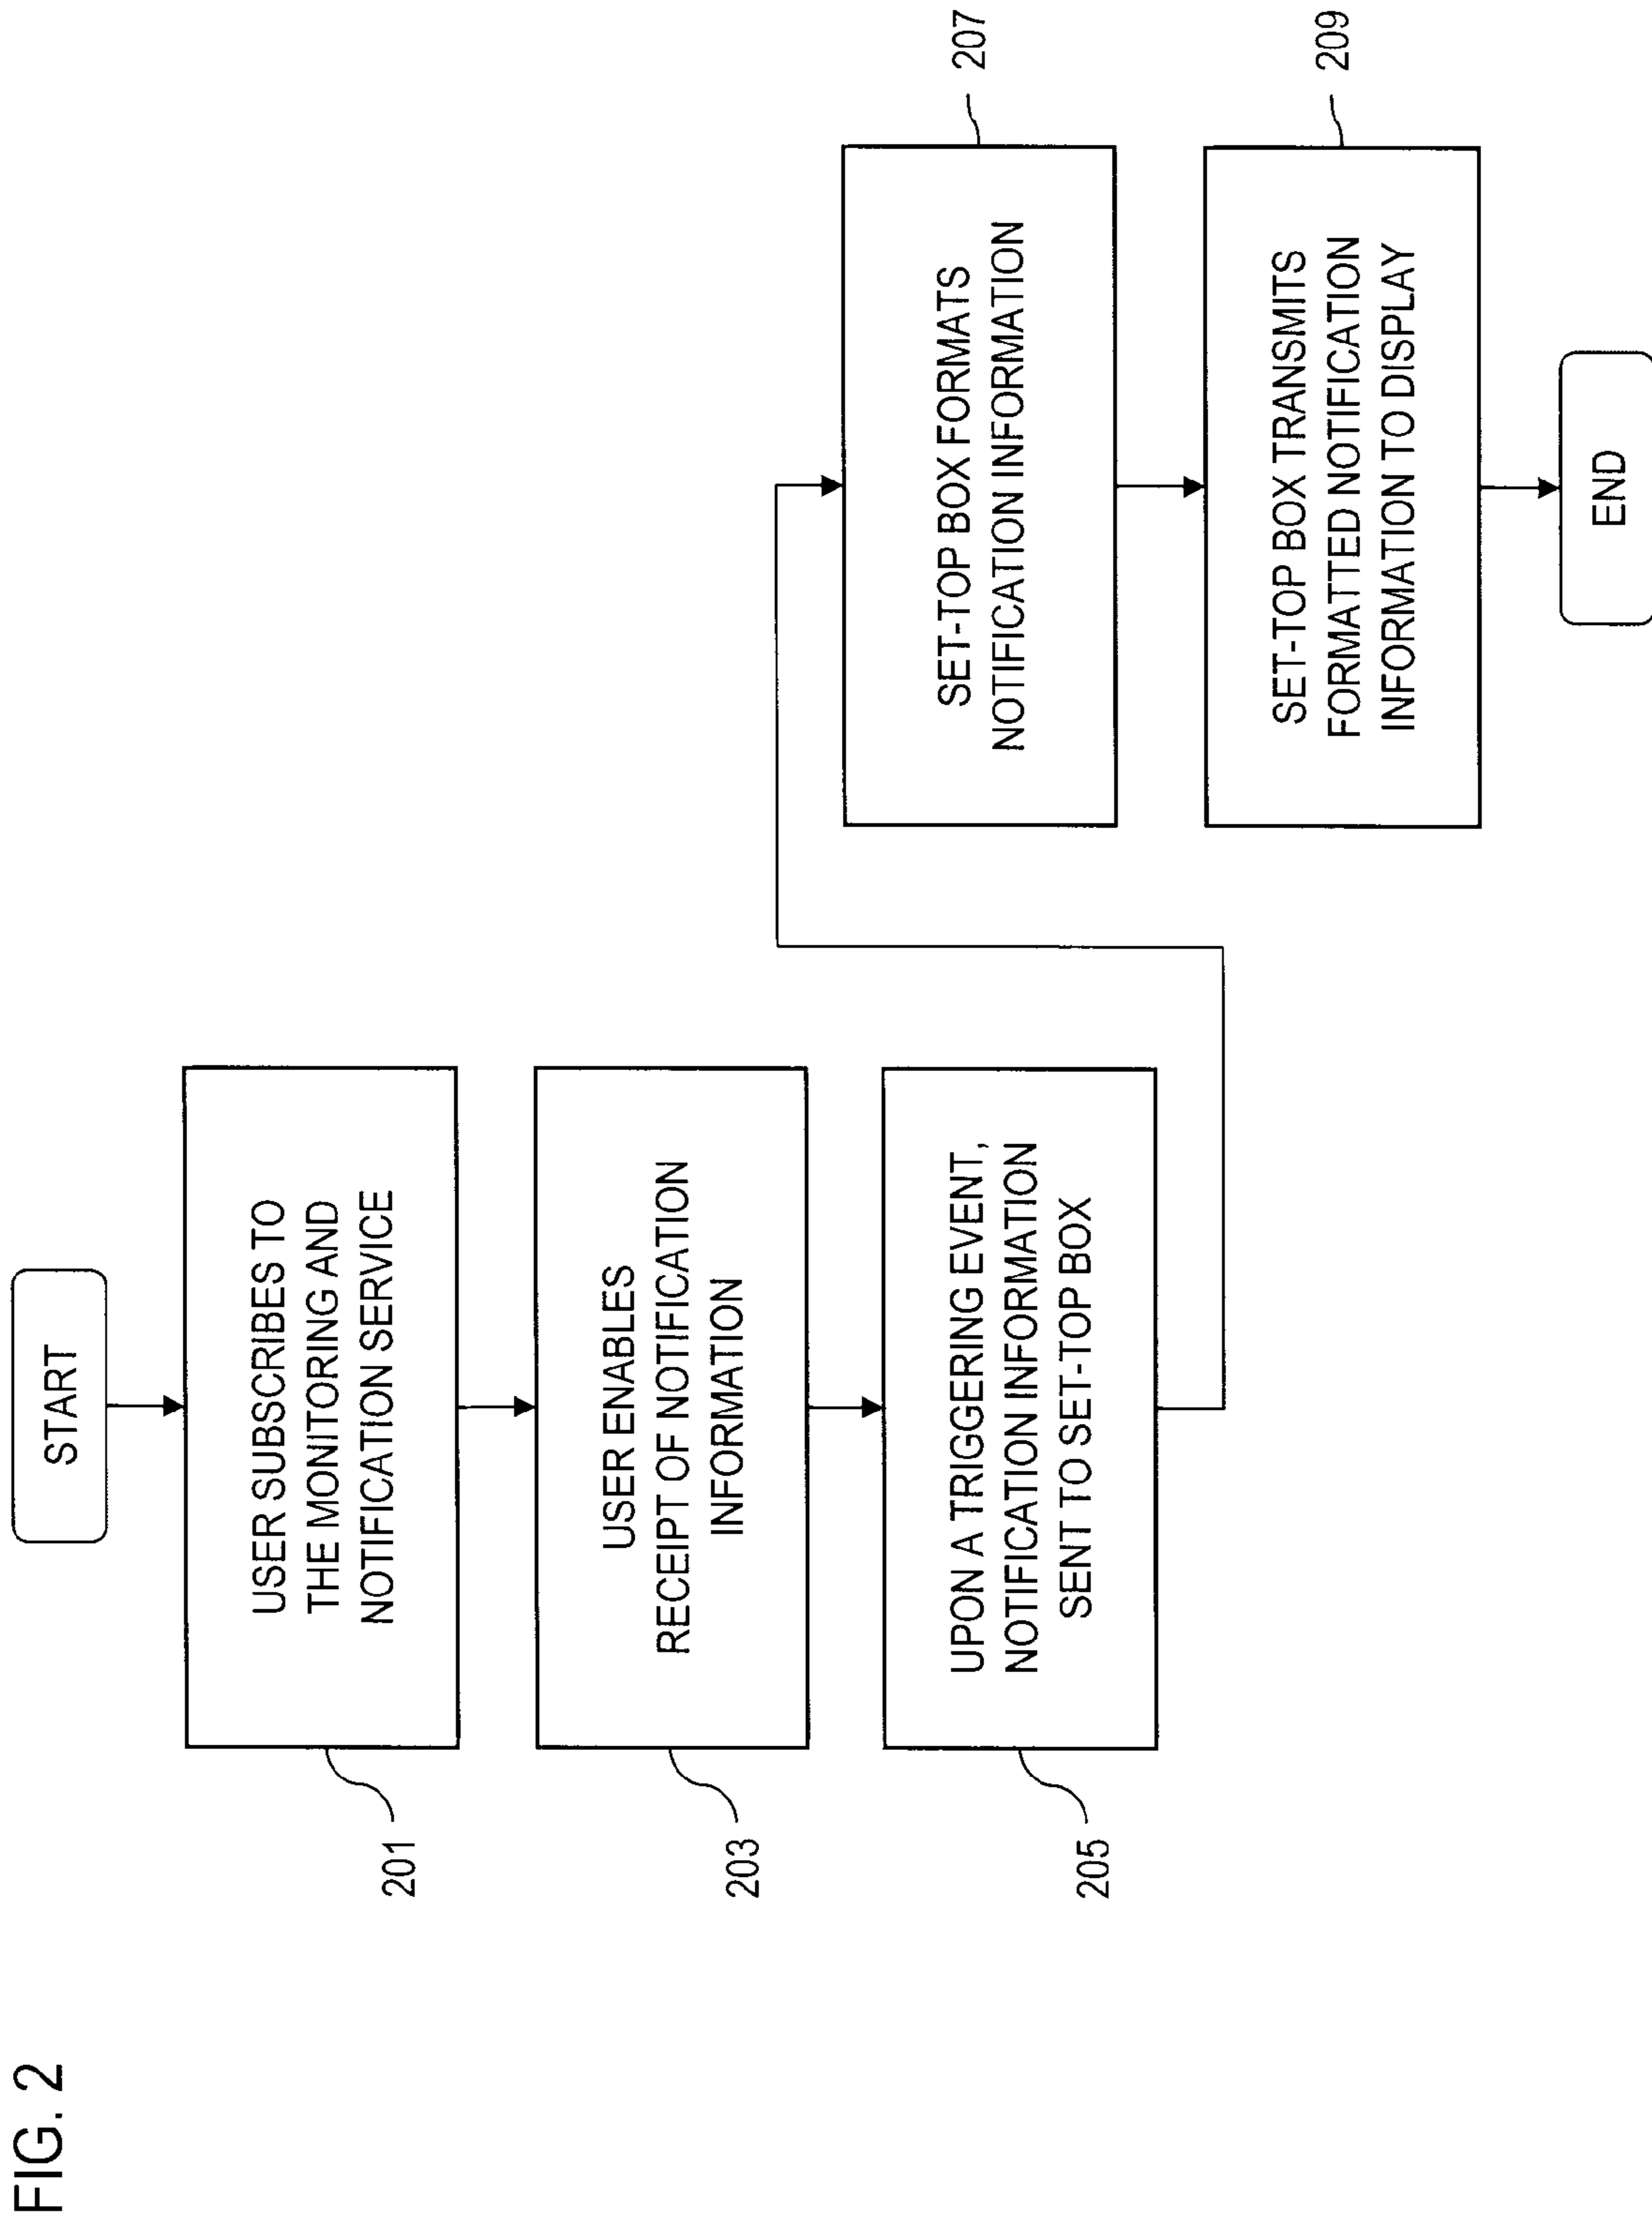 FIG. 2
START
USER SUBSCRIBES TO
THE MONITORING AND
NOTIFICATION SERVICE
201
USER ENABLES
RECEIPT OF NOTIFICATION
INFORMATION
203
UPON A TRIGGERING EVENT,
NOTIFICATION INFORMATION
SENT TO SET-TOP BOX
205
SET-TOP BOX FORMATS
NOTIFICATION INFORMATION
207
SET-TOP BOX TRANSMITS
FORMATTED NOTIFICATION
INFORMATION TO DISPLAY
209
END